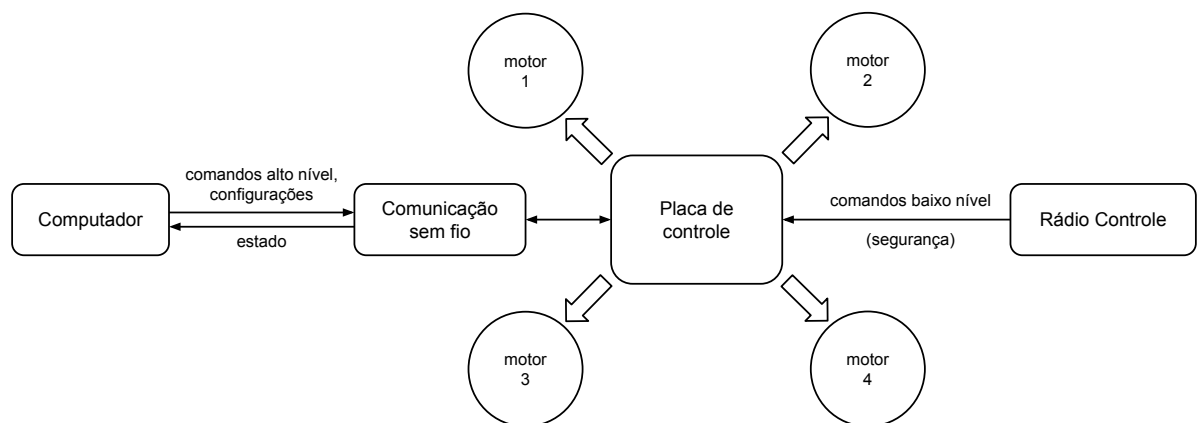 motor
1
motor
2
comandos alto nível,
configurações
Computador
estado
Comunicação
sem fio
Placa de
controle
comandos baixo nível
(segurança)
Rádio Controle
motor
3
motor
4